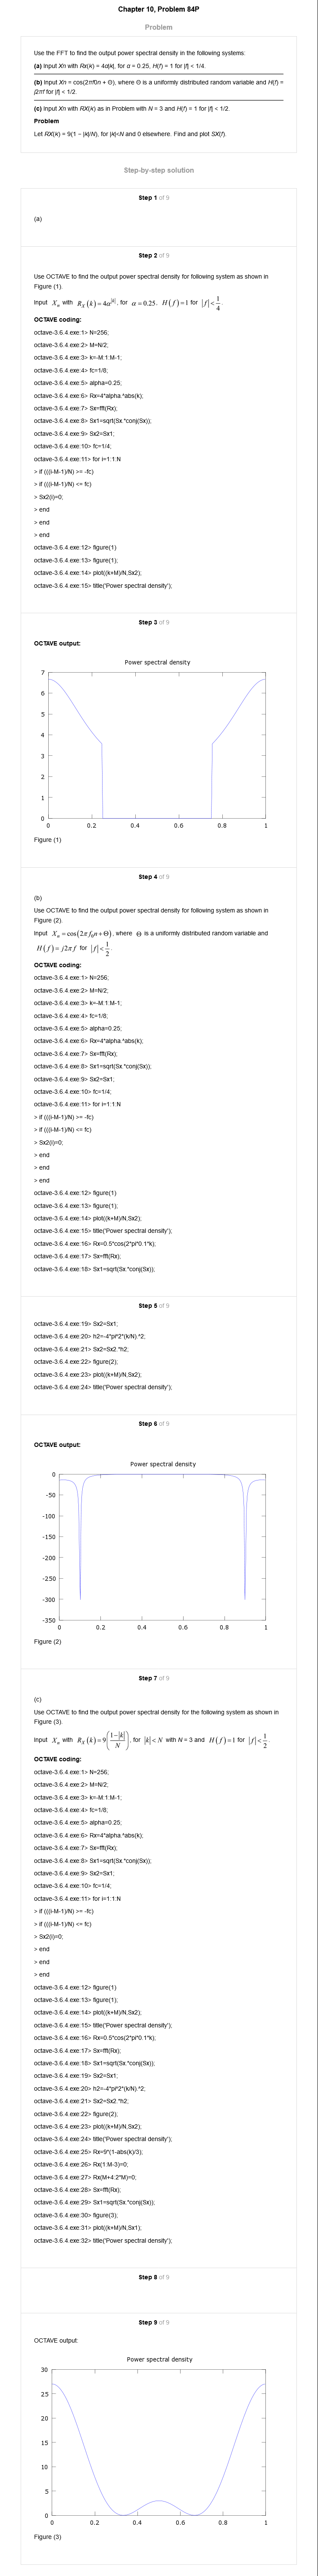 Chapter 10, Problem 84P
Problem
Use the FFT to find the output power spectral density in the following systems:
(a) Input Xn with Rx(k) = 4α|k|, for α = 0.25, H(f) = 1 for |f| < 1/4.
(b) Input Xn = cos(2πf0n + Θ), where Θ is a uniformly distributed random variable and H(f) =
j2πf for |f| < 1/2.
(c) Input Xn with RX(k) as in Problem with N = 3 and H(f) = 1 for |f| < 1/2.
Problem
Let RX(k) = 9(1 − |k|/N), for |k|<N and 0 elsewhere. Find and plot SX(f).
Step-by-step solution
Step 1 of 9
(a)
Step 2 of 9
Use OCTAVE to find the output power spectral density for following system as shown in
Figure (1).
Input Xₙ with R_X(k) = 4α^|k|, for α = 0.25, H(f) = 1 for |f| < 1/4.
OCTAVE coding:
octave-3.6.4.exe:1> N=256;
octave-3.6.4.exe:2> M=N/2;
octave-3.6.4.exe:3> k=-M:1:M-1;
octave-3.6.4.exe:4> fc=1/8;
octave-3.6.4.exe:5> alpha=0.25;
octave-3.6.4.exe:6> Rx=4*alpha.^abs(k);
octave-3.6.4.exe:7> Sx=fft(Rx);
octave-3.6.4.exe:8> Sx1=sqrt(Sx.*conj(Sx));
octave-3.6.4.exe:9> Sx2=Sx1;
octave-3.6.4.exe:10> fc=1/4;
octave-3.6.4.exe:11> for i=1:1:N
> if (((i-M-1)/N) >= -fc)
> if (((i-M-1)/N) <= fc)
> Sx2(i)=0;
> end
> end
> end
octave-3.6.4.exe:12> figure(1)
octave-3.6.4.exe:13> figure(1);
octave-3.6.4.exe:14> plot((k+M)/N,Sx2);
octave-3.6.4.exe:15> title('Power spectral density');
Step 3 of 9
OCTAVE output:
Power spectral density
7
6
5
4
3
2
1
0
0 0.2 0.4 0.6 0.8 1
Figure (1)
Step 4 of 9
(b)
Use OCTAVE to find the output power spectral density for following system as shown in
Figure (2).
Input Xₙ = cos(2πf₀n + Θ), where Θ is a uniformly distributed random variable and
H(f) = j2πf for |f| < 1/2.
OCTAVE coding:
octave-3.6.4.exe:1> N=256;
octave-3.6.4.exe:2> M=N/2;
octave-3.6.4.exe:3> k=-M:1:M-1;
octave-3.6.4.exe:4> fc=1/8;
octave-3.6.4.exe:5> alpha=0.25;
octave-3.6.4.exe:6> Rx=4*alpha.^abs(k);
octave-3.6.4.exe:7> Sx=fft(Rx);
octave-3.6.4.exe:8> Sx1=sqrt(Sx.*conj(Sx));
octave-3.6.4.exe:9> Sx2=Sx1;
octave-3.6.4.exe:10> fc=1/4;
octave-3.6.4.exe:11> for i=1:1:N
> if (((i-M-1)/N) >= -fc)
> if (((i-M-1)/N) <= fc)
> Sx2(i)=0;
> end
> end
> end
octave-3.6.4.exe:12> figure(1)
octave-3.6.4.exe:13> figure(1);
octave-3.6.4.exe:14> plot((k+M)/N,Sx2);
octave-3.6.4.exe:15> title('Power spectral density');
octave-3.6.4.exe:16> Rx=0.5*cos(2*pi*0.1*k);
octave-3.6.4.exe:17> Sx=fft(Rx);
octave-3.6.4.exe:18> Sx1=sqrt(Sx.*conj(Sx));
Step 5 of 9
octave-3.6.4.exe:19> Sx2=Sx1;
octave-3.6.4.exe:20> h2=-4*pi*2*(k/N).^2;
octave-3.6.4.exe:21> Sx2=Sx2.*h2;
octave-3.6.4.exe:22> figure(2);
octave-3.6.4.exe:23> plot((k+M)/N,Sx2);
octave-3.6.4.exe:24> title('Power spectral density');
Step 6 of 9
OCTAVE output:
Power spectral density
0
-50
-100
-150
-200
-250
-300
-350
0 0.2 0.4 0.6 0.8 1
Figure (2)
Step 7 of 9
(c)
Use OCTAVE to find the output power spectral density for the following system as shown in
Figure (3).
Input Xₙ with R_X(k) = 9((1−|k|)/N), for |k| < N with N = 3 and H(f) = 1 for |f| < 1/2.
OCTAVE coding:
octave-3.6.4.exe:1> N=256;
octave-3.6.4.exe:2> M=N/2;
octave-3.6.4.exe:3> k=-M:1:M-1;
octave-3.6.4.exe:4> fc=1/8;
octave-3.6.4.exe:5> alpha=0.25;
octave-3.6.4.exe:6> Rx=4*alpha.^abs(k);
octave-3.6.4.exe:7> Sx=fft(Rx);
octave-3.6.4.exe:8> Sx1=sqrt(Sx.*conj(Sx));
octave-3.6.4.exe:9> Sx2=Sx1;
octave-3.6.4.exe:10> fc=1/4;
octave-3.6.4.exe:11> for i=1:1:N
> if (((i-M-1)/N) >= -fc)
> if (((i-M-1)/N) <= fc)
> Sx2(i)=0;
> end
> end
> end
octave-3.6.4.exe:12> figure(1)
octave-3.6.4.exe:13> figure(1);
octave-3.6.4.exe:14> plot((k+M)/N,Sx2);
octave-3.6.4.exe:15> title('Power spectral density');
octave-3.6.4.exe:16> Rx=0.5*cos(2*pi*0.1*k);
octave-3.6.4.exe:17> Sx=fft(Rx);
octave-3.6.4.exe:18> Sx1=sqrt(Sx.*conj(Sx));
octave-3.6.4.exe:19> Sx2=Sx1;
octave-3.6.4.exe:20> h2=-4*pi*2*(k/N).^2;
octave-3.6.4.exe:21> Sx2=Sx2.*h2;
octave-3.6.4.exe:22> figure(2);
octave-3.6.4.exe:23> plot((k+M)/N,Sx2);
octave-3.6.4.exe:24> title('Power spectral density');
octave-3.6.4.exe:25> Rx=9*(1-abs(k)/3);
octave-3.6.4.exe:26> Rx(1:M-3)=0;
octave-3.6.4.exe:27> Rx(M+4:2*M)=0;
octave-3.6.4.exe:28> Sx=fft(Rx);
octave-3.6.4.exe:29> Sx1=sqrt(Sx.*conj(Sx));
octave-3.6.4.exe:30> figure(3);
octave-3.6.4.exe:31> plot((k+M)/N,Sx1);
octave-3.6.4.exe:32> title('Power spectral density');
Step 8 of 9
Step 9 of 9
OCTAVE output:
Power spectral density
30
25
20
15
10
5
0
0 0.2 0.4 0.6 0.8 1
Figure (3)